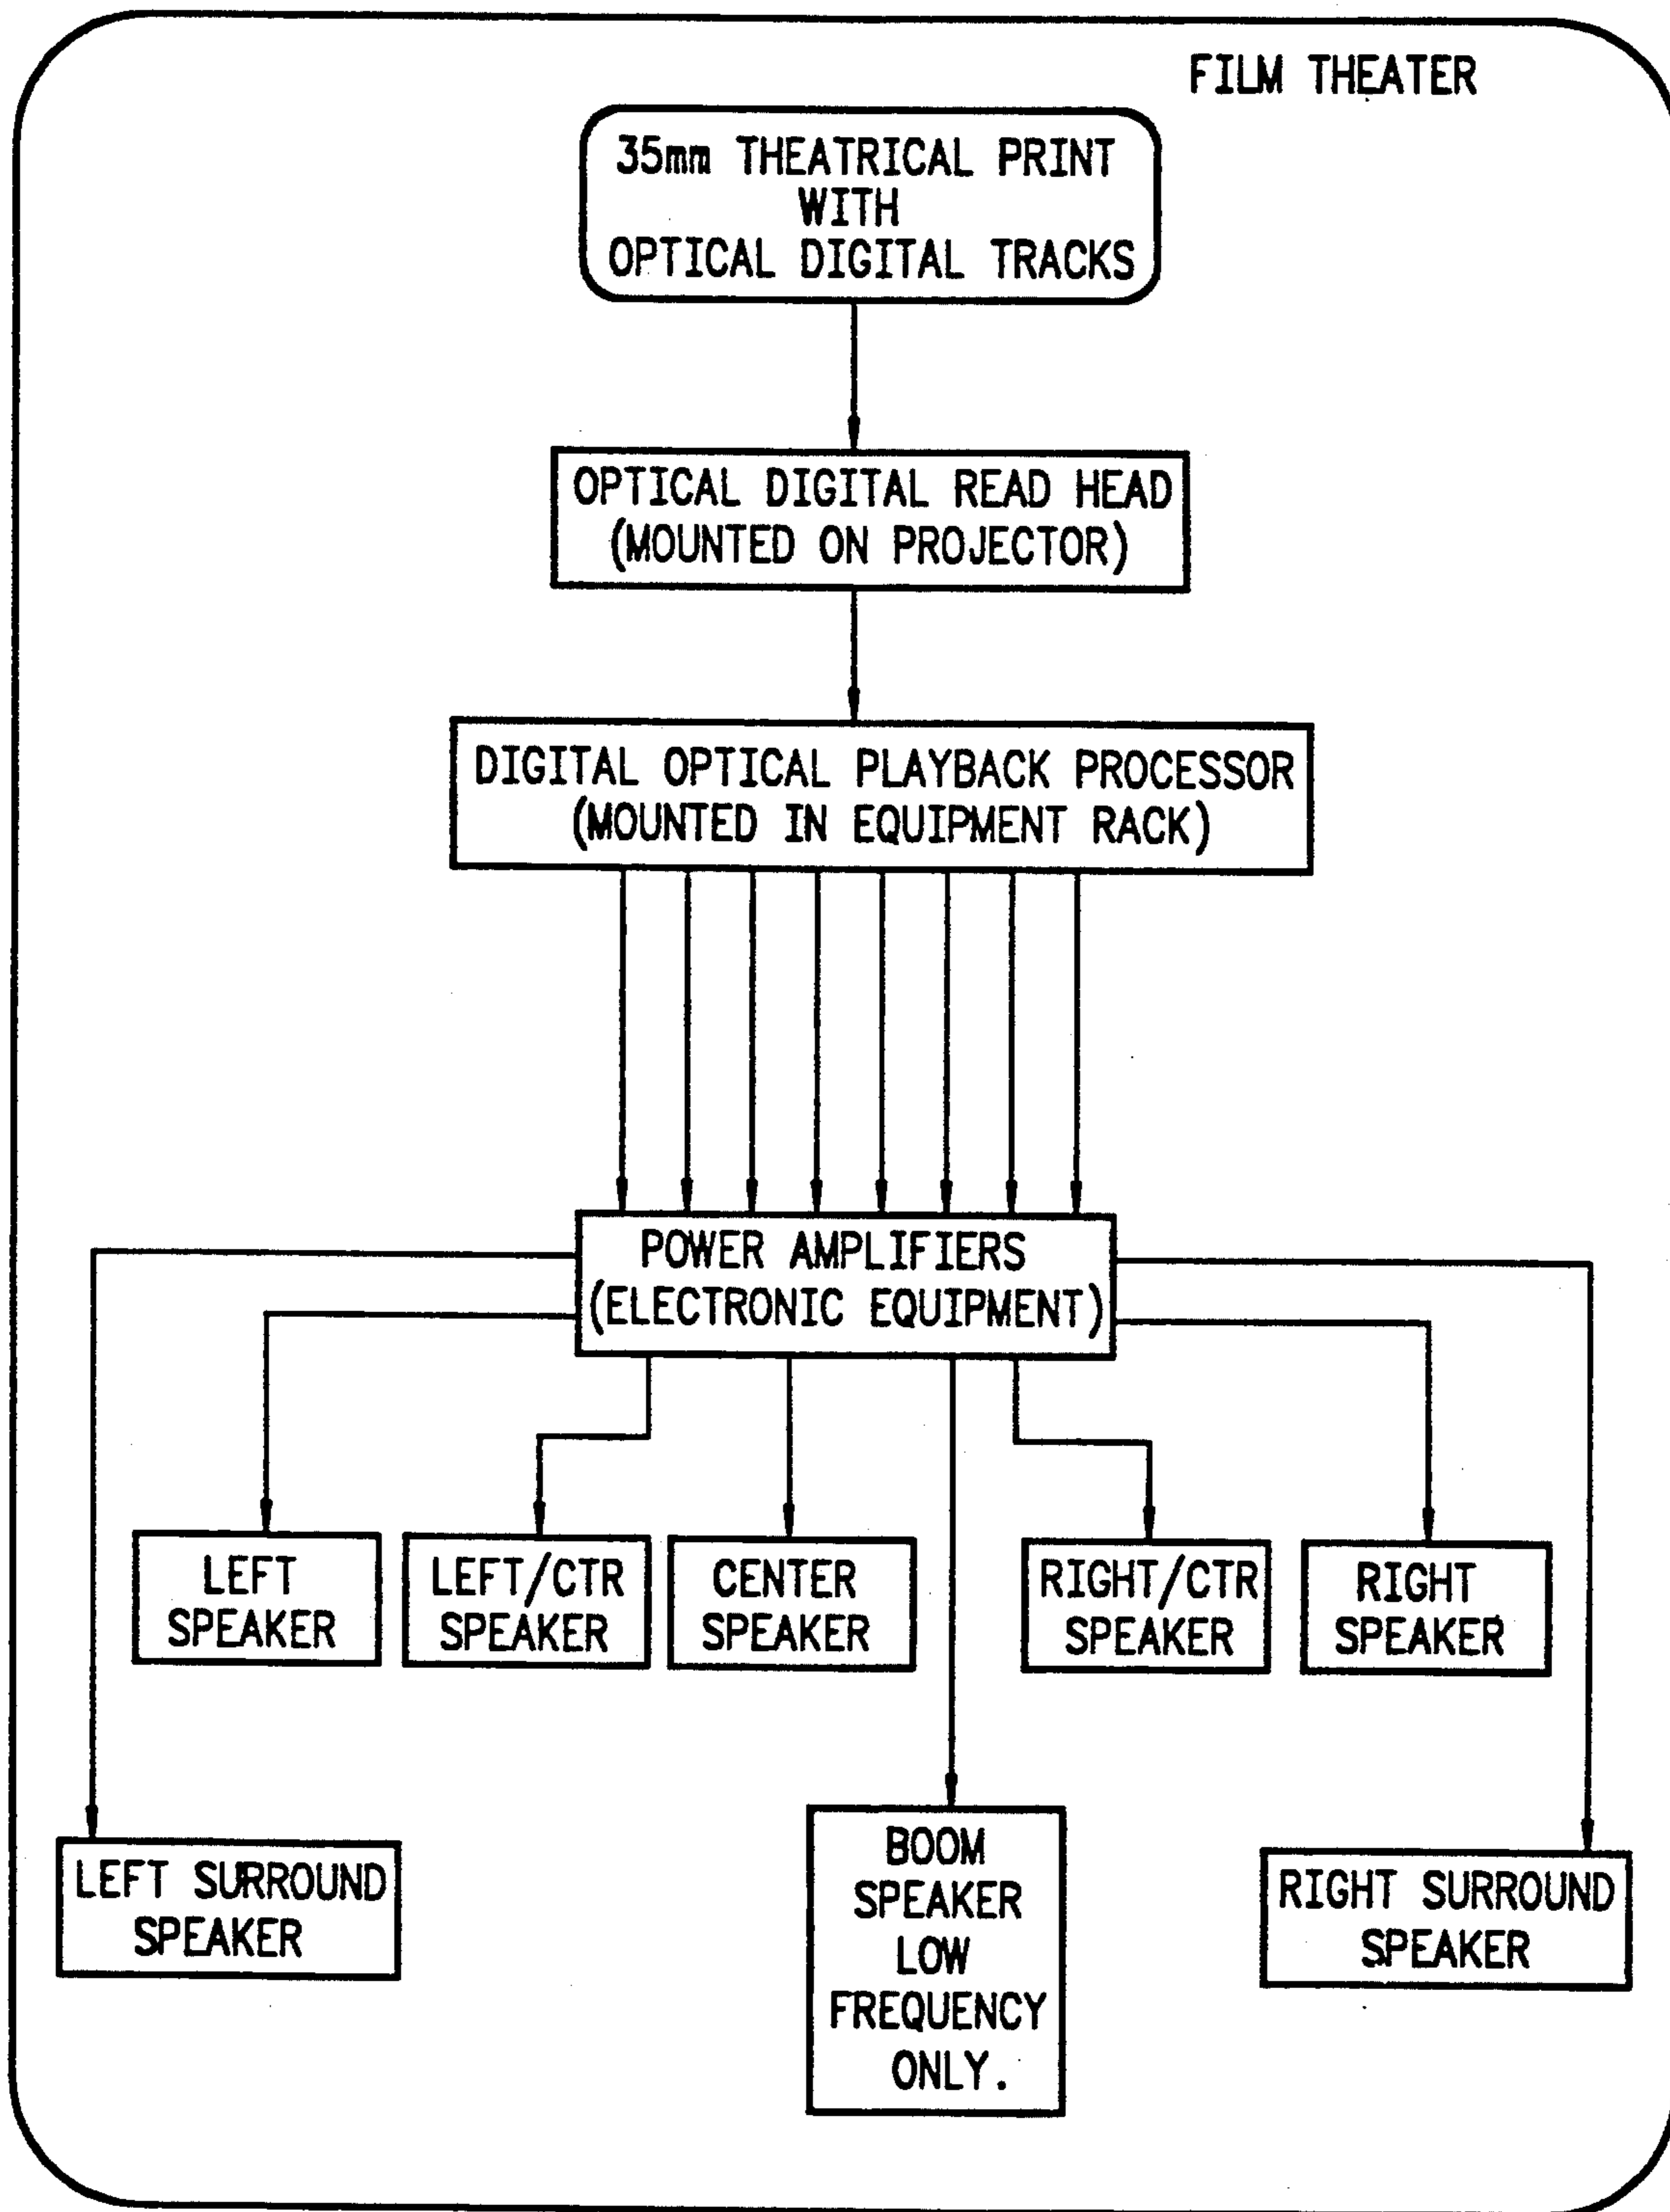 FILM THEATER
35mm THEATRICAL PRINT
WITH
OPTICAL DIGITAL TRACKS
OPTICAL DIGITAL READ HEAD
(MOUNTED ON PROJECTOR)
DIGITAL OPTICAL PLAYBACK PROCESSOR
(MOUNTED IN EQUIPMENT RACK)
POWER AMPLIFIERS
(ELECTRONIC EQUIPMENT)
LEFT
SPEAKER
LEFT/CTR
SPEAKER
CENTER
SPEAKER
RIGHT/CTR
SPEAKER
RIGHT
SPEAKER
LEFT SURROUND
SPEAKER
BOOM
SPEAKER
LOW
FREQUENCY
ONLY.
RIGHT SURROUND
SPEAKER